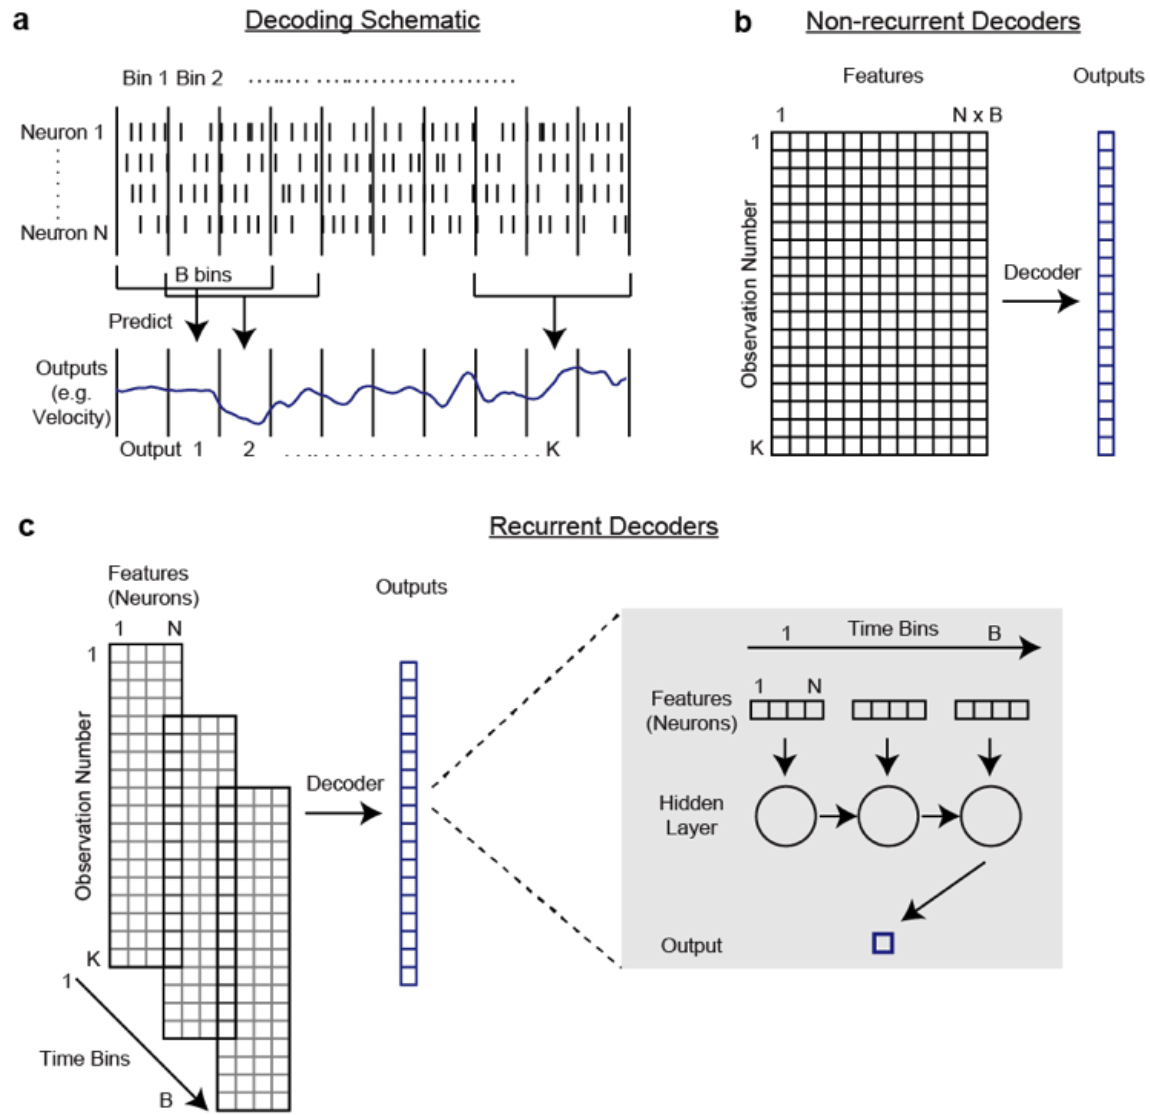 a
Decoding Schematic
Bin 1 Bin 2
Neuron 1
Neuron N
B bins
Predict
Outputs
(e.g.
Velocity)
Output 1 2 K
b
Non-recurrent Decoders
Features
Outputs
1 N x B
1
Observation Number
Decoder
K
c
Recurrent Decoders
Features
(Neurons)
Outputs
1 N
1
Observation Number
Decoder
K
1
Time Bins
B
1 Time Bins B
Features
(Neurons)
1 N
Hidden
Layer
Output